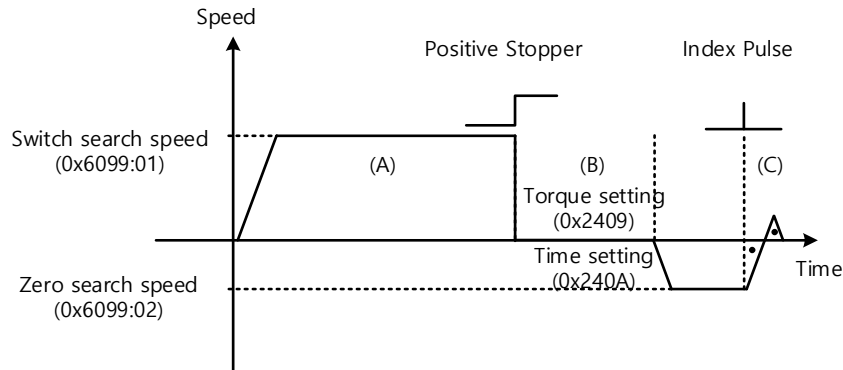 Speed
Positive Stopper
Index Pulse
Switch search speed
(0x6099:01)
(A)
(B)
(C)
Torque setting
(0x2409)
Time setting
(0x240A)
Time
Zero search speed
(0x6099:02)